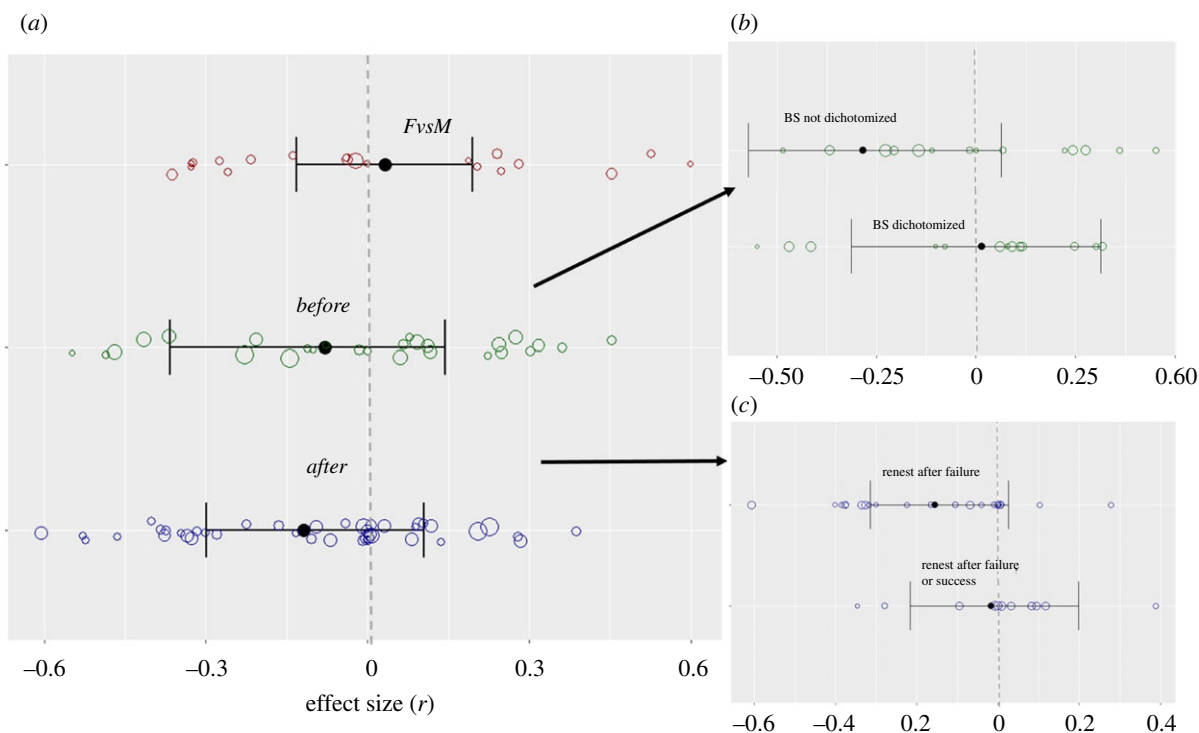 (a)
FvsM
before
after
–0.6 –0.3 0 0.3 0.6
effect size (r)
(b)
BS not dichotomized
BS dichotomized
–0.50 –0.25 0 0.25 0.60
(c)
renest after failure
renest after failure
or success
–0.6 –0.4 0.2 0 0.2 0.4